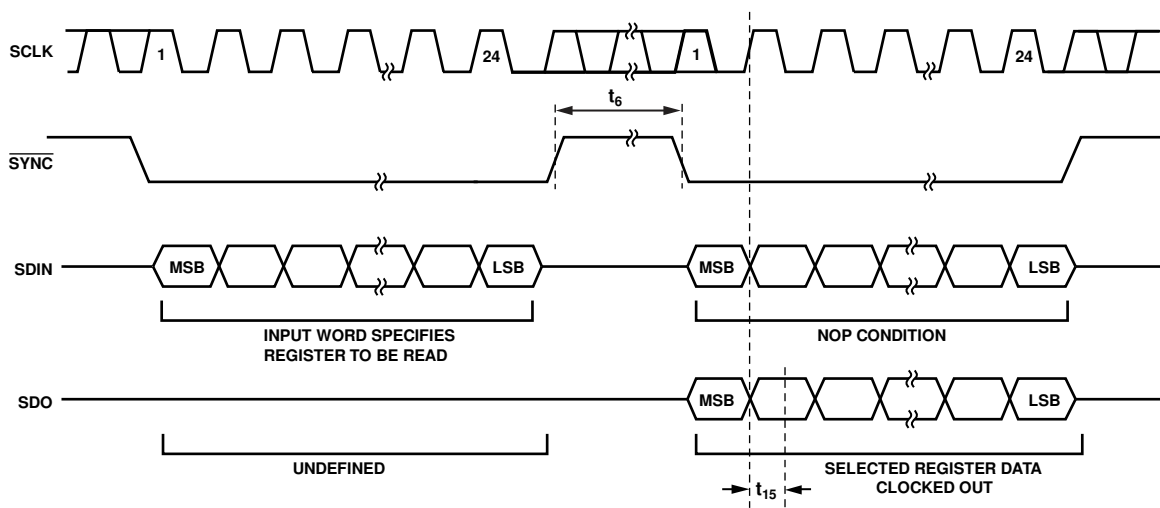 SCLK
1
24
1
24
t6
SYNC
SDIN
MSB
LSB
MSB
LSB
INPUT WORD SPECIFIES
REGISTER TO BE READ
NOP CONDITION
SDO
MSB
LSB
UNDEFINED
SELECTED REGISTER DATA
CLOCKED OUT
t15